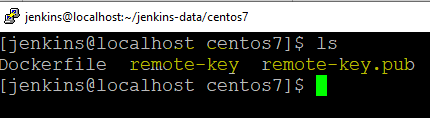 jenkins@localhost:~/jenkins-data/centos7
[jenkins@localhost centos7]$ ls
Dockerfile  remote-key  remote-key.pub
[jenkins@localhost centos7]$